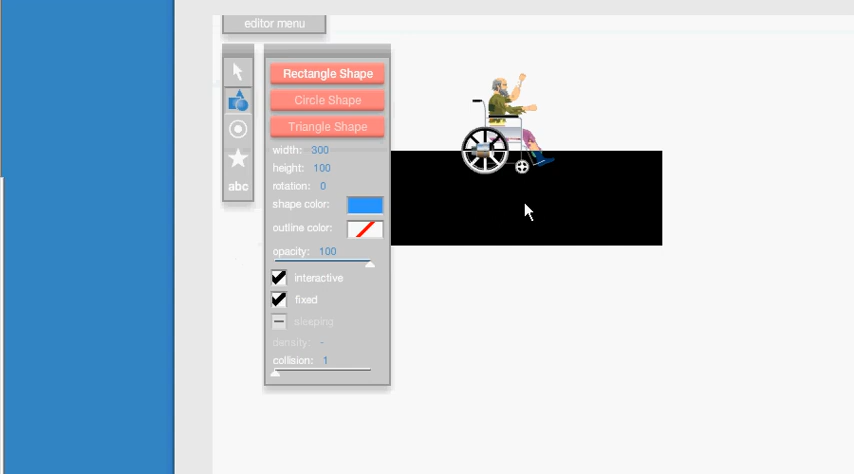 editor menu
Rectangle Shape
Circle Shape
Triangle Shape
width: 300
height: 100
rotation: 0
shape color:
outline color:
opacity: 100
interactive
fixed
sleeping
density: -
collision: 1
abc